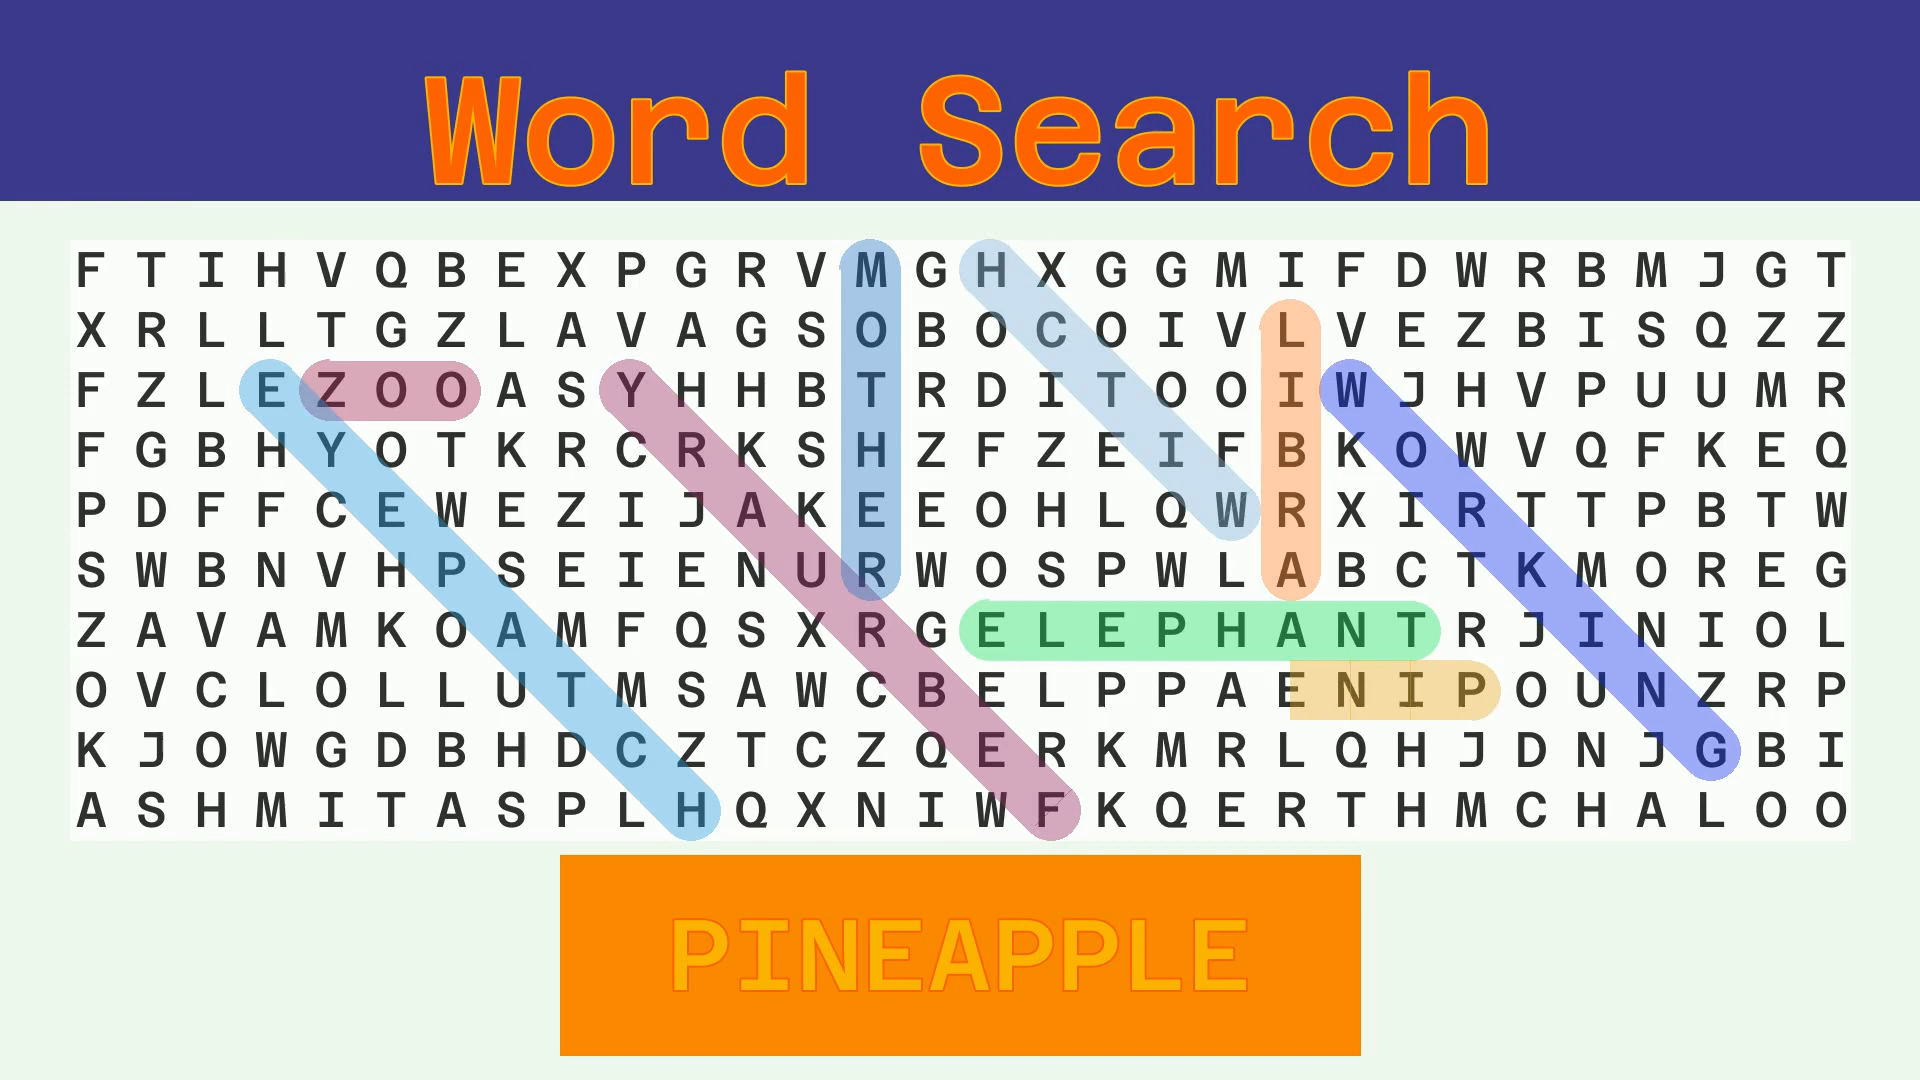 Word Search
F T I H V Q B E X P G R V M G H X G G M I F D W R B M J G T
X R L L T G Z L A V A G S O B O C O I V L V E Z B I S Q Z Z
F Z L E Z O O A S Y H H B T R D I T O O I W J H V P U U M R
F G B H Y O T K R C R K S H Z F Z E I F B K O W V Q F K E Q
P D F F C E W E Z I J A K E E O H L Q W R X I R T T P B T W
S W B N V H P S E I E N U R W O S P W L A B C T K M O R E G
Z A V A M K O A M F Q S X R G E L E P H A N T R J I N I O L
O V C L O L L U T M S A W C B E L P P A E N I P O U N Z R P
K J O W G D B H D C Z T C Z Q E R K M R L Q H J D N J G B I
A S H M I T A S P L H Q X N I W F K Q E R T H M C H A L O O
PINEAPPLE